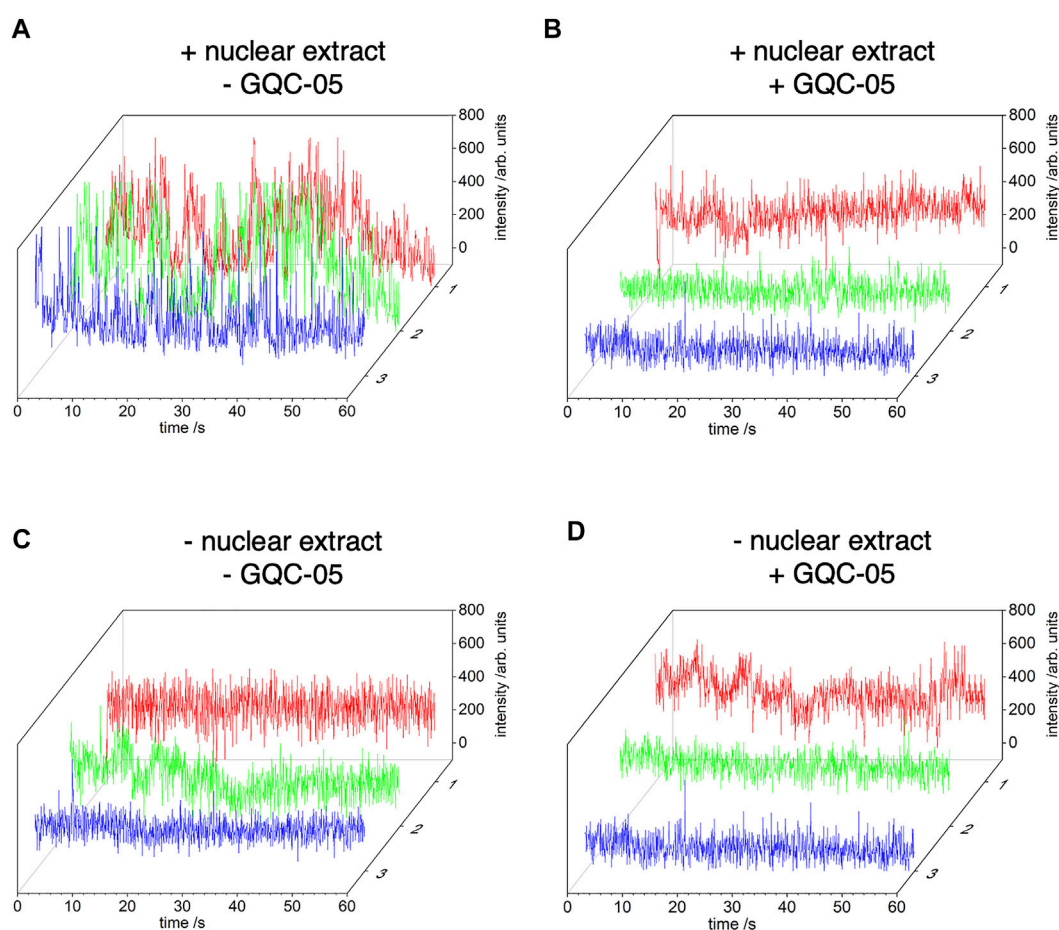 A
+ nuclear extract
- GQC-05
800
600
400
200
0
intensity /arb. units
1
2
3
0 10 20 30 40 50 60
time /s
B
+ nuclear extract
+ GQC-05
800
600
400
200
0
intensity /arb. units
1
2
3
0 10 20 30 40 50 60
time /s
C
- nuclear extract
- GQC-05
800
600
400
200
0
intensity /arb. units
1
2
3
0 10 20 30 40 50 60
time /s
D
- nuclear extract
+ GQC-05
800
600
400
200
0
intensity /arb. units
1
2
3
0 10 20 30 40 50 60
time /s